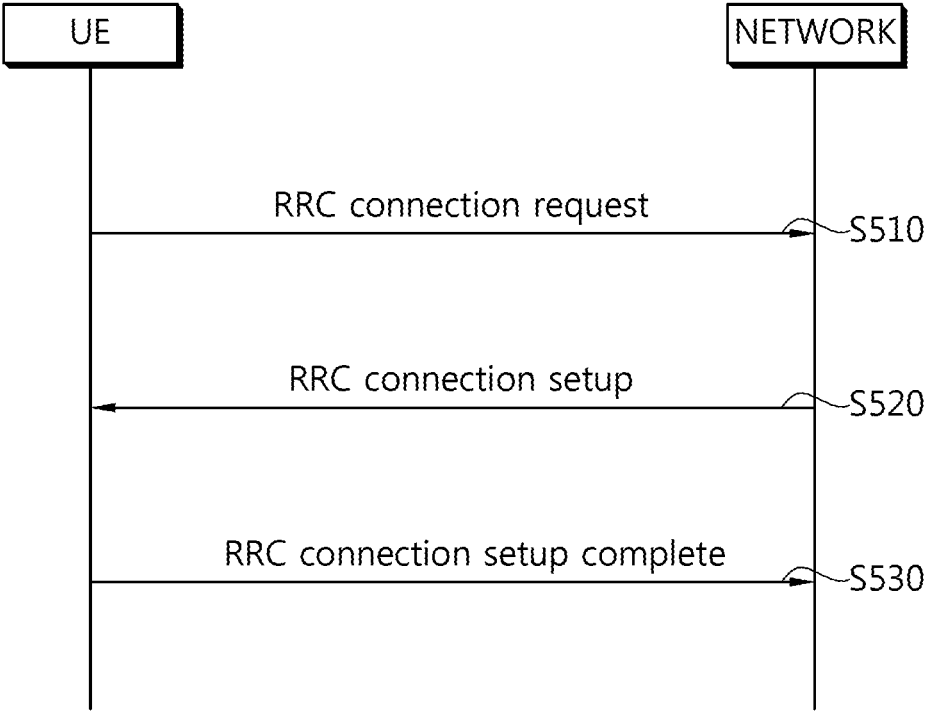 UE
NETWORK
RRC connection request
S510
RRC connection setup
S520
RRC connection setup complete
S530